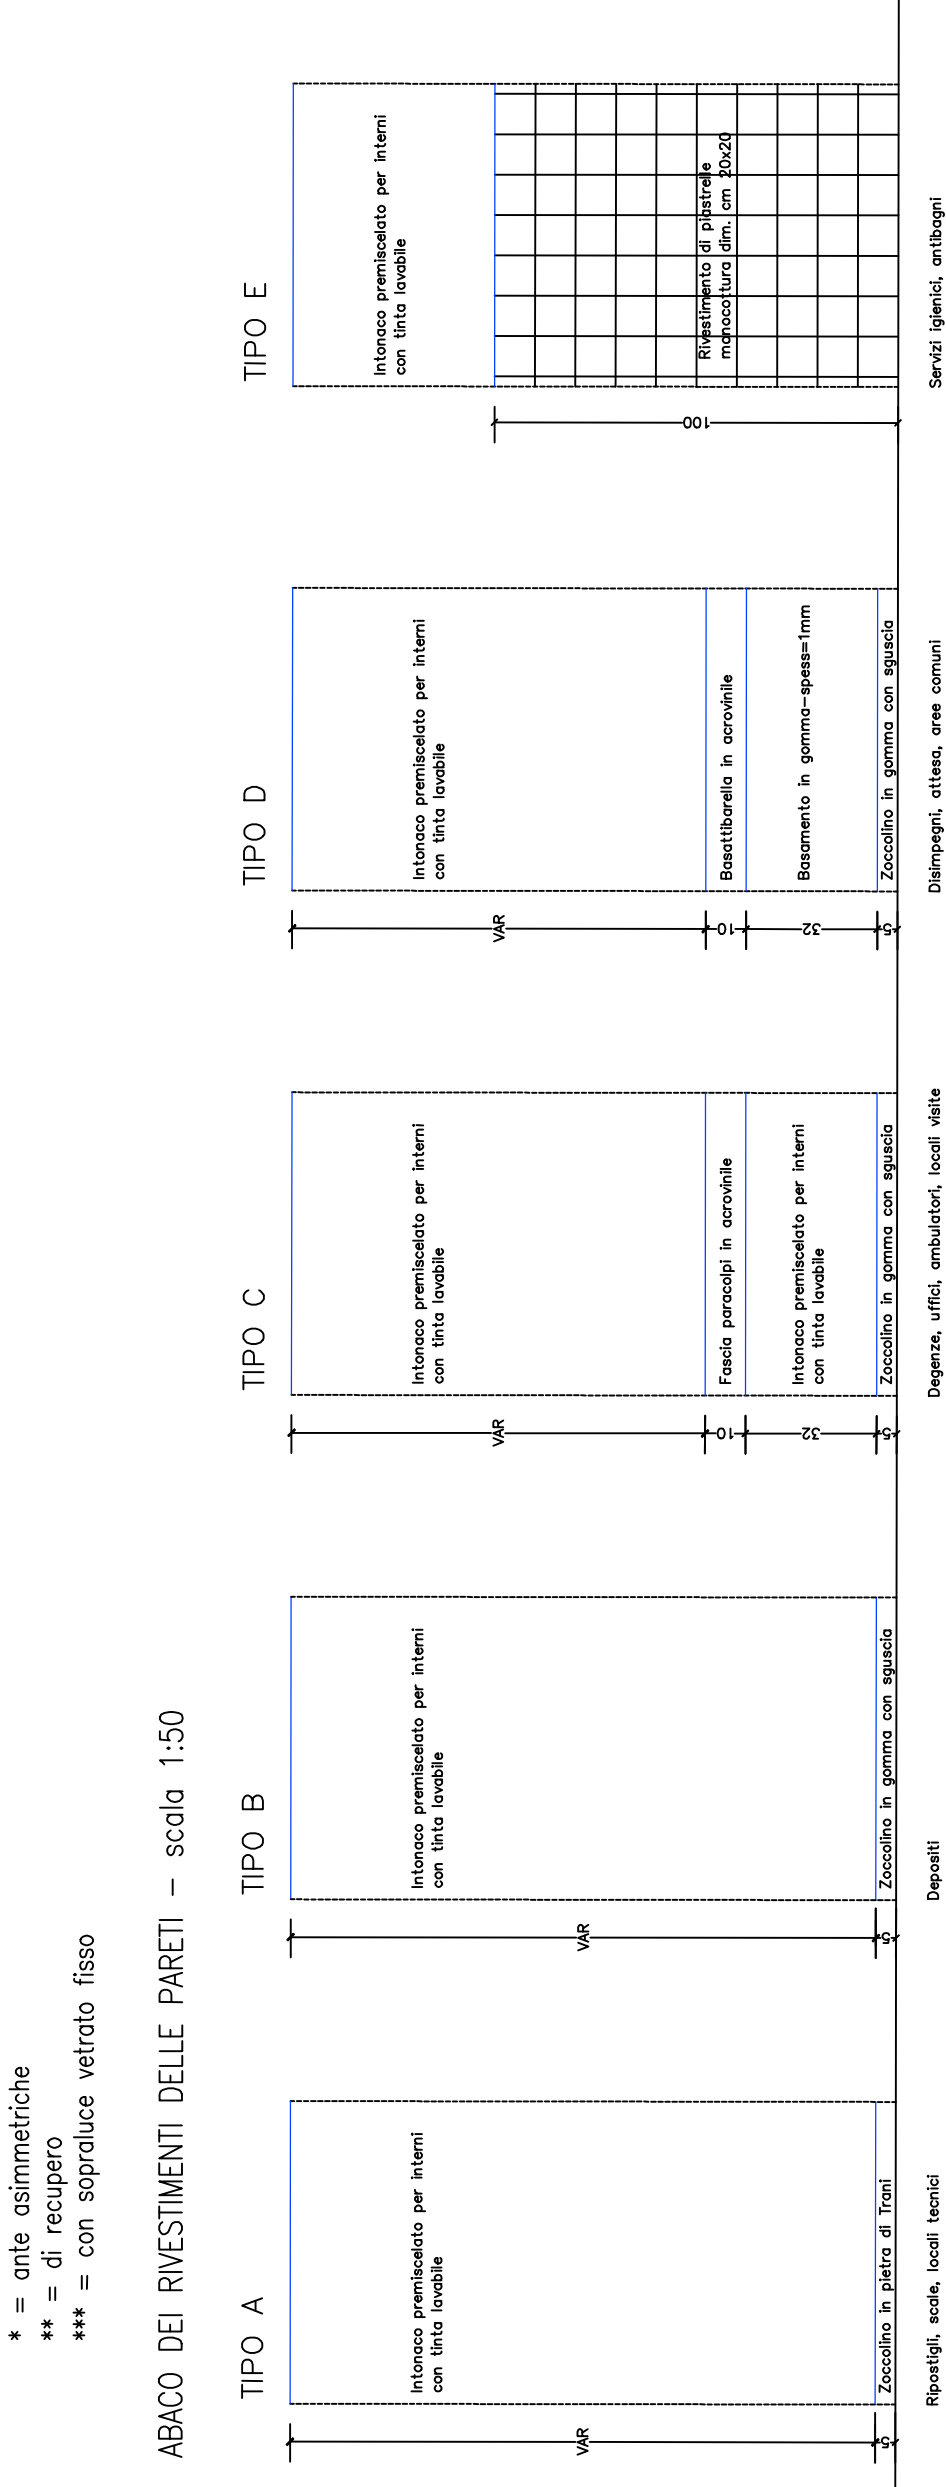 * = ante asimmetriche
** = di recupero
*** = con sopraluce vetrato fisso
ABACO DEI RIVESTIMENTI DELLE PARETI – scala 1:50
TIPO A
VAR
5
Intonaco premiscelato per interni
con tinta lavabile
Zoccolino in pietra di Trani
Ripostigli, scale, locali tecnici
TIPO B
VAR
5
Intonaco premiscelato per interni
con tinta lavabile
Zoccolino in gomma con sguscia
Depositi
TIPO C
VAR
10
32
5
Intonaco premiscelato per interni
con tinta lavabile
Fascia paracolpi in acrovinile
Intonaco premiscelato per interni
con tinta lavabile
Zoccolino in gomma con sguscia
Degenze, uffici, ambulatori, locali visite
TIPO D
VAR
10
32
5
Intonaco premiscelato per interni
con tinta lavabile
Basattibarella in acrovinile
Basamento in gomma–spess=1mm
Zoccolino in gomma con sguscia
Disimpegni, attesa, aree comuni
TIPO E
100
Intonaco premiscelato per interni
con tinta lavabile
Rivestimento di piastrelle
monocottura dim. cm 20x20
Servizi igienici, antibagni